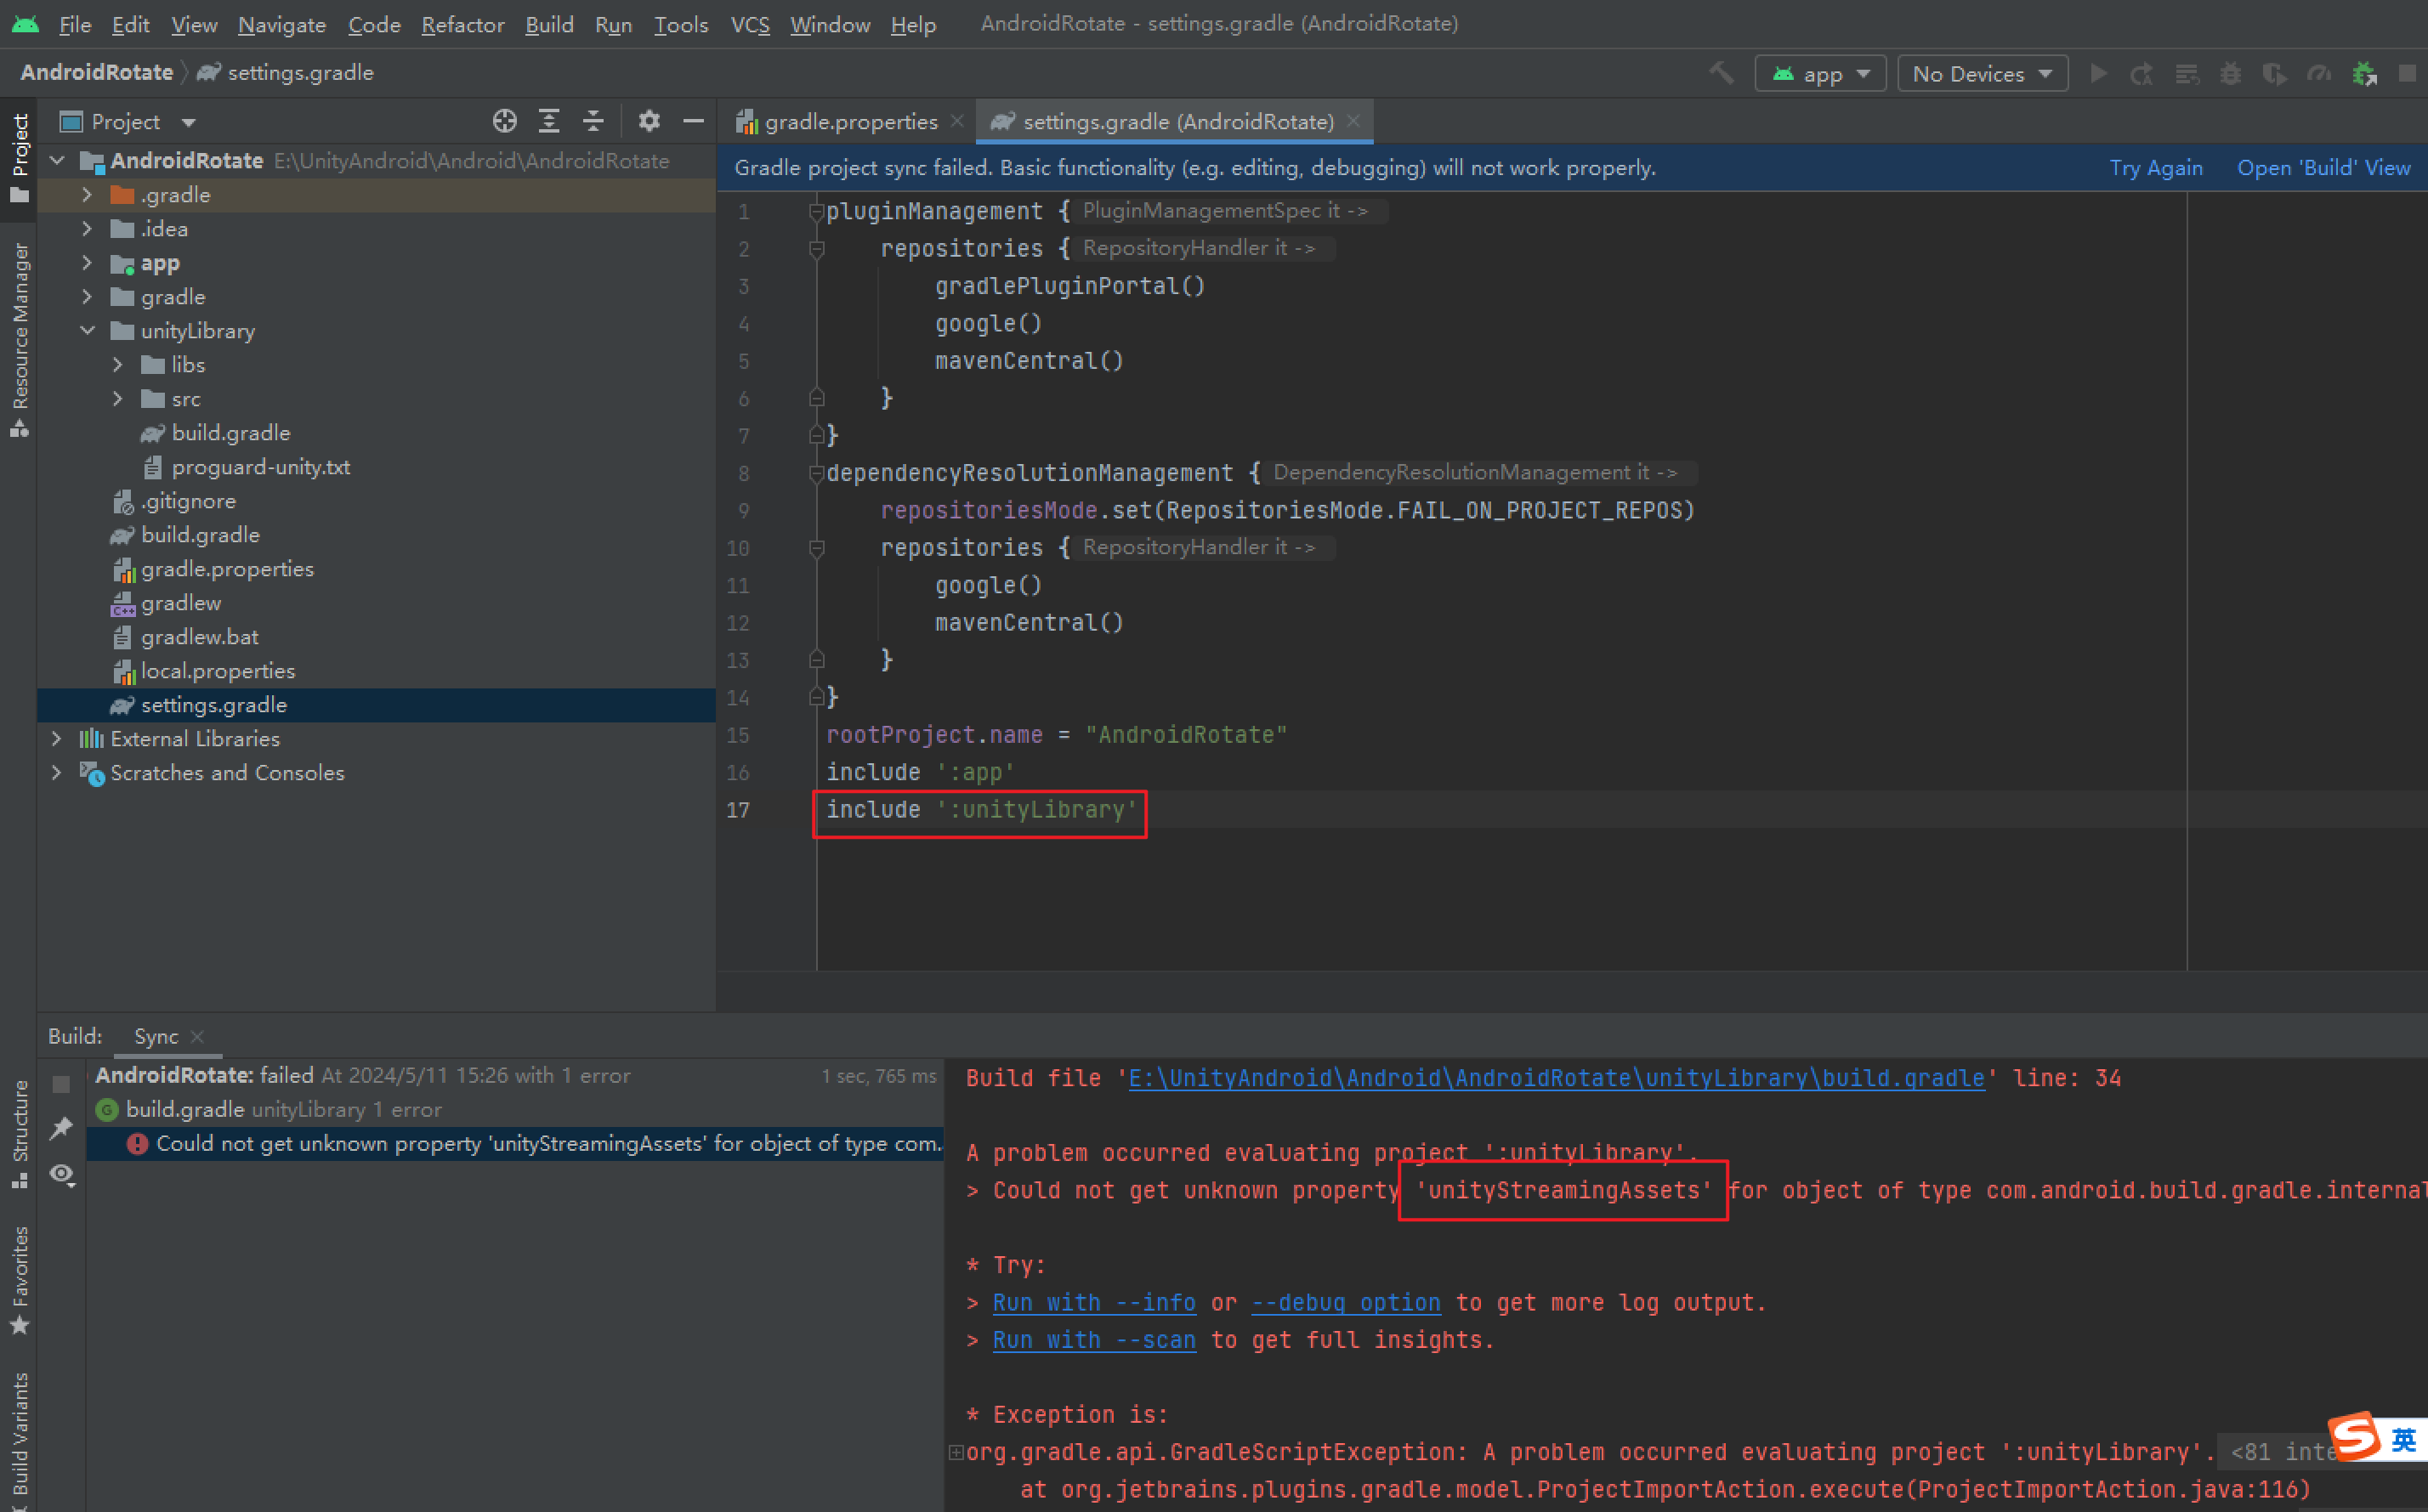 File Edit View Navigate Code Refactor Build Run Tools VCS Window Help AndroidRotate - settings.gradle (AndroidRotate)
AndroidRotate settings.gradle app No Devices
Project
Resource Manager
Structure
Favorites
Build Variants
Project
AndroidRotate E:\UnityAndroid\Android\AndroidRotate
.gradle
.idea
app
gradle
unityLibrary
libs
src
build.gradle
proguard-unity.txt
.gitignore
build.gradle
gradle.properties
C++ gradlew
gradlew.bat
local.properties
settings.gradle
External Libraries
Scratches and Consoles
gradle.properties settings.gradle (AndroidRotate)
Gradle project sync failed. Basic functionality (e.g. editing, debugging) will not work properly. Try Again Open 'Build' View
1 pluginManagement { PluginManagementSpec it ->
2 repositories { RepositoryHandler it ->
3 gradlePluginPortal()
4 google()
5 mavenCentral()
6 }
7 }
8 dependencyResolutionManagement { DependencyResolutionManagement it ->
9 repositoriesMode.set(RepositoriesMode.FAIL_ON_PROJECT_REPOS)
10 repositories { RepositoryHandler it ->
11 google()
12 mavenCentral()
13 }
14 }
15 rootProject.name = "AndroidRotate"
16 include ':app'
17 include ':unityLibrary'
Build: Sync
AndroidRotate: failed At 2024/5/11 15:26 with 1 error 1 sec, 765 ms
G build.gradle unityLibrary 1 error
Could not get unknown property 'unityStreamingAssets' for object of type com.
Build file 'E:\UnityAndroid\Android\AndroidRotate\unityLibrary\build.gradle' line: 34
A problem occurred evaluating project ':unityLibrary'.
> Could not get unknown property 'unityStreamingAssets' for object of type com.android.build.gradle.internal
* Try:
> Run with --info or --debug option to get more log output.
> Run with --scan to get full insights.
* Exception is:
org.gradle.api.GradleScriptException: A problem occurred evaluating project ':unityLibrary'. <81 inte
at org.jetbrains.plugins.gradle.model.ProjectImportAction.execute(ProjectImportAction.java:116)
S 英